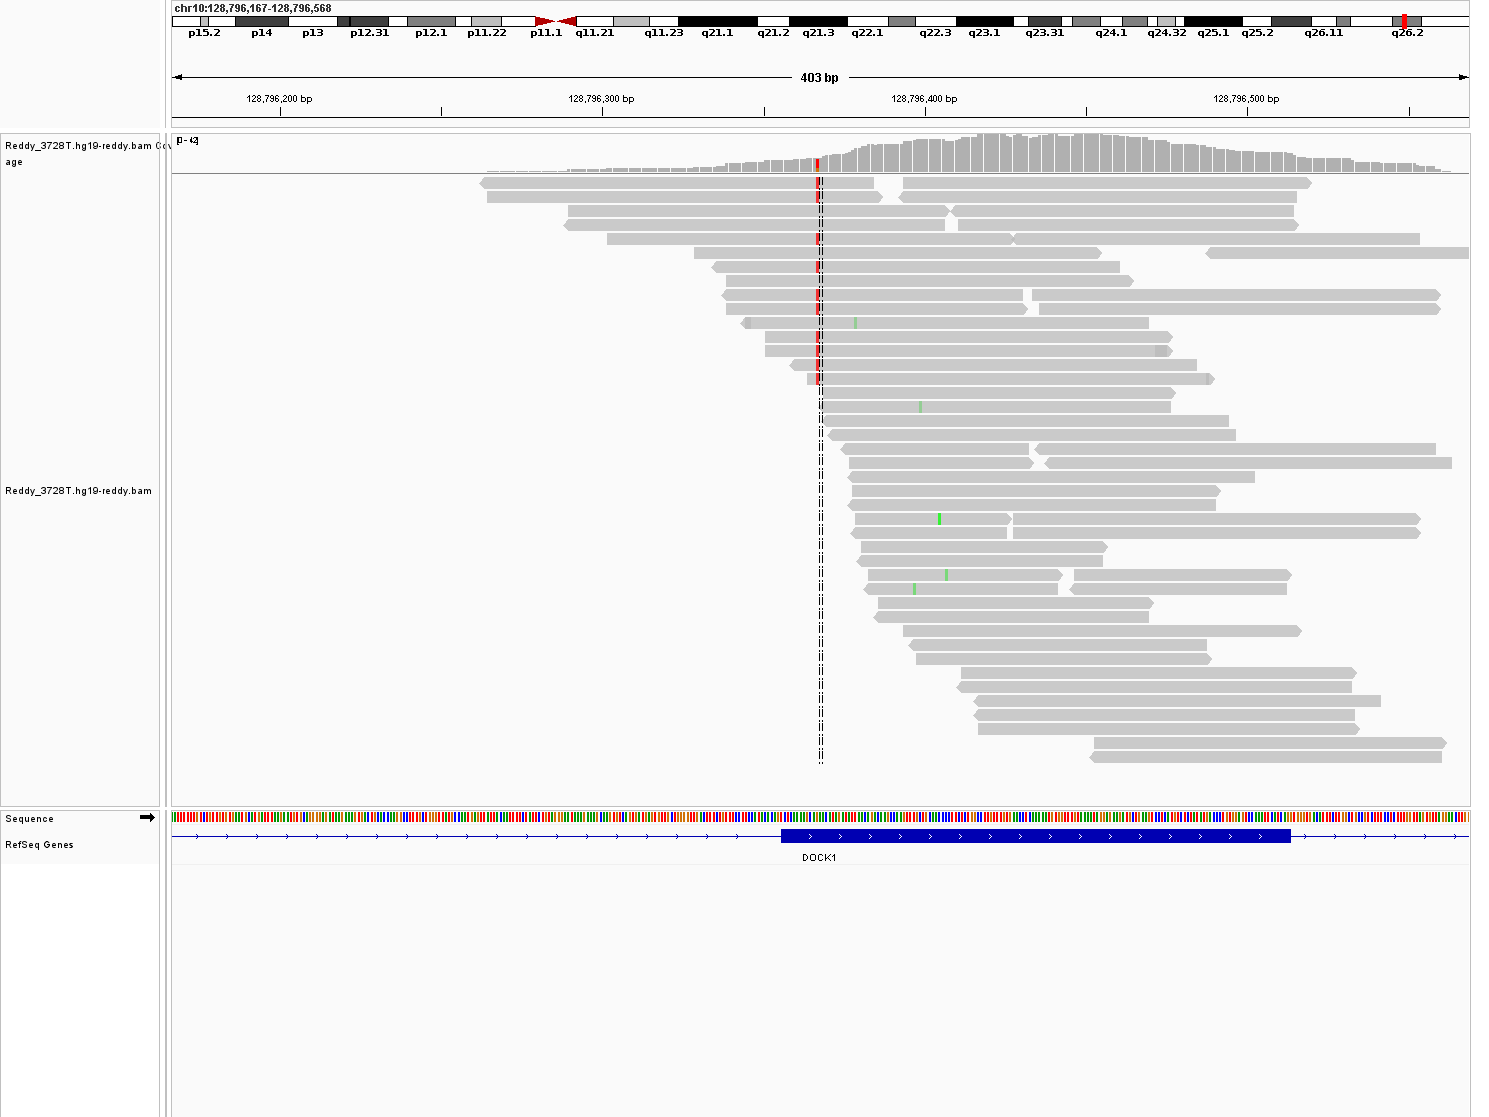 chr10:128,796,167-128,796,568
p15.2 p14 p13 p12.31 p12.1 p11.22 p11.1 q11.21 q11.23 q21.1 q21.2 q21.3 q22.1 q22.3 q23.1 q23.31 q24.1 q24.32 q25.1 q25.2 q26.11 q26.2
403 bp
128,796,200 bp 128,796,300 bp 128,796,400 bp 128,796,500 bp
[0 - 42]
Reddy_3728T.hg19-reddy.bam Cov
age
Reddy_3728T.hg19-reddy.bam
Sequence
RefSeq Genes
DOCK1